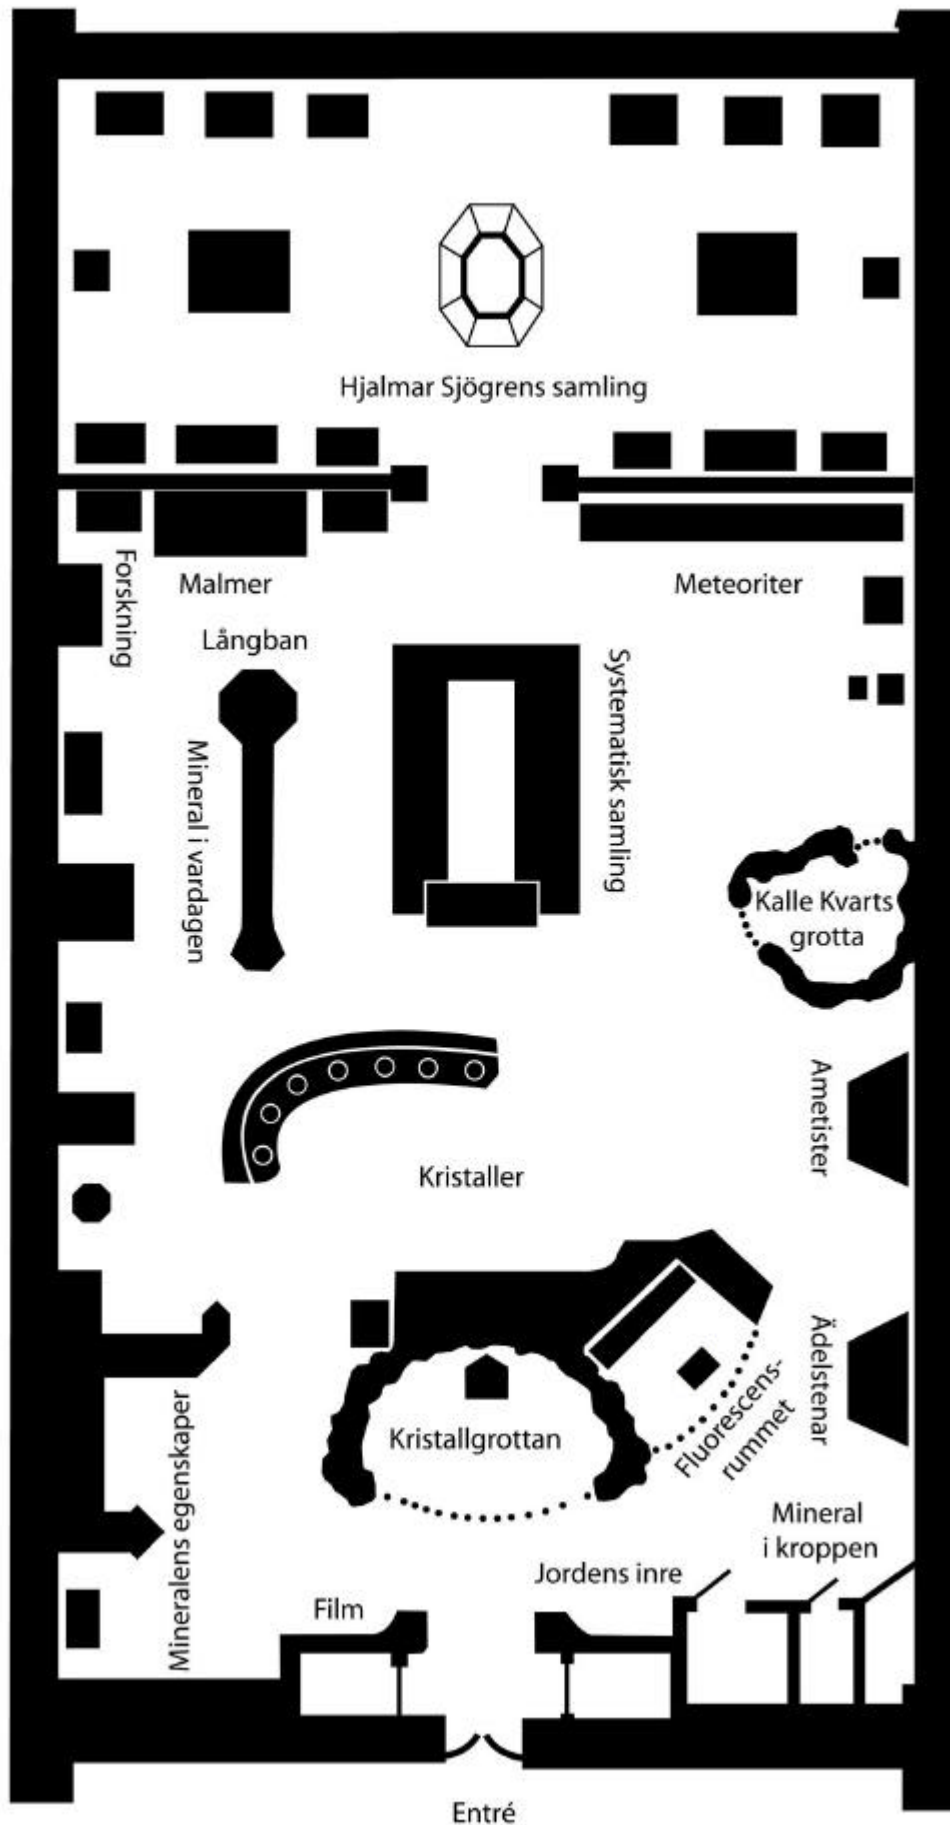 Hjalmar Sjögrens samling
Forskning
Malmer
Meteoriter
Långban
Systematisk samling
Mineral i vardagen
Kalle Kvarts
grotta
Ametister
Kristaller
Ädelstenar
Fluorescens-
rummet
Kristallgrottan
Mineralens egenskaper
Mineral
i kroppen
Jordens inre
Film
Entré